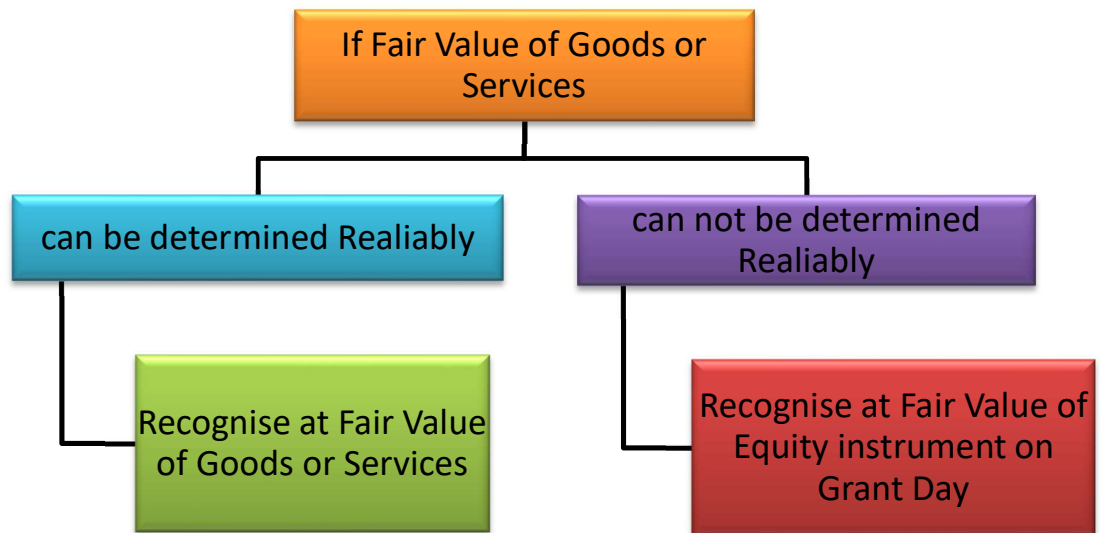 If Fair Value of Goods or
Services
can be determined Realiably
can not be determined
Realiably
Recognise at Fair Value
of Goods or Services
Recognise at Fair Value of
Equity instrument on
Grant Day